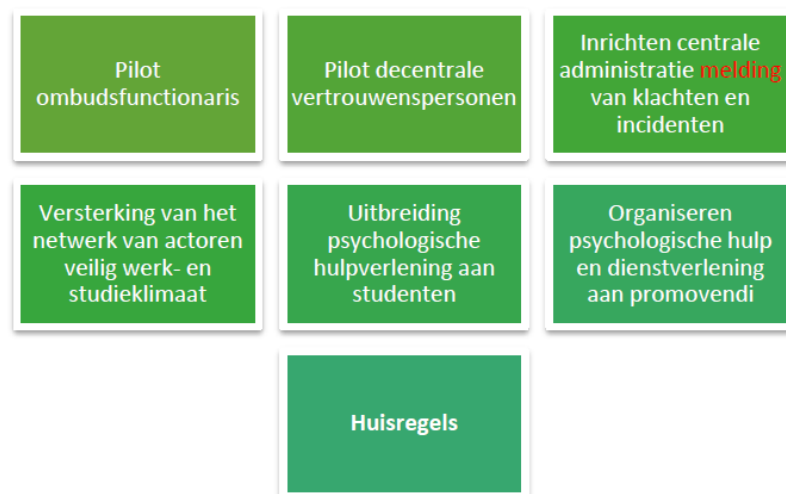 Pilot
ombudsfunctionaris
Pilot decentrale
vertrouwenspersonen
Inrichten centrale
administratie melding
van klachten en
incidenten
Versterking van het
netwerk van actoren
veilig werk- en
studieklimaat
Uitbreiding
psychologische
hulpverlening aan
studenten
Organiseren
psychologische hulp
en dienstverlening
aan promovendi
Huisregels